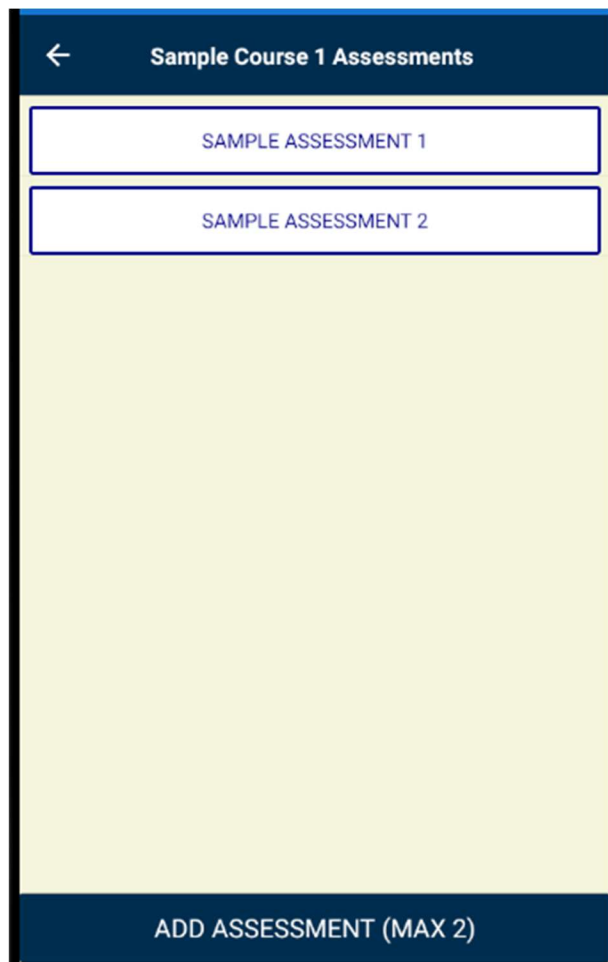 Sample Course 1 Assessments
SAMPLE ASSESSMENT 1
SAMPLE ASSESSMENT 2
ADD ASSESSMENT (MAX 2)